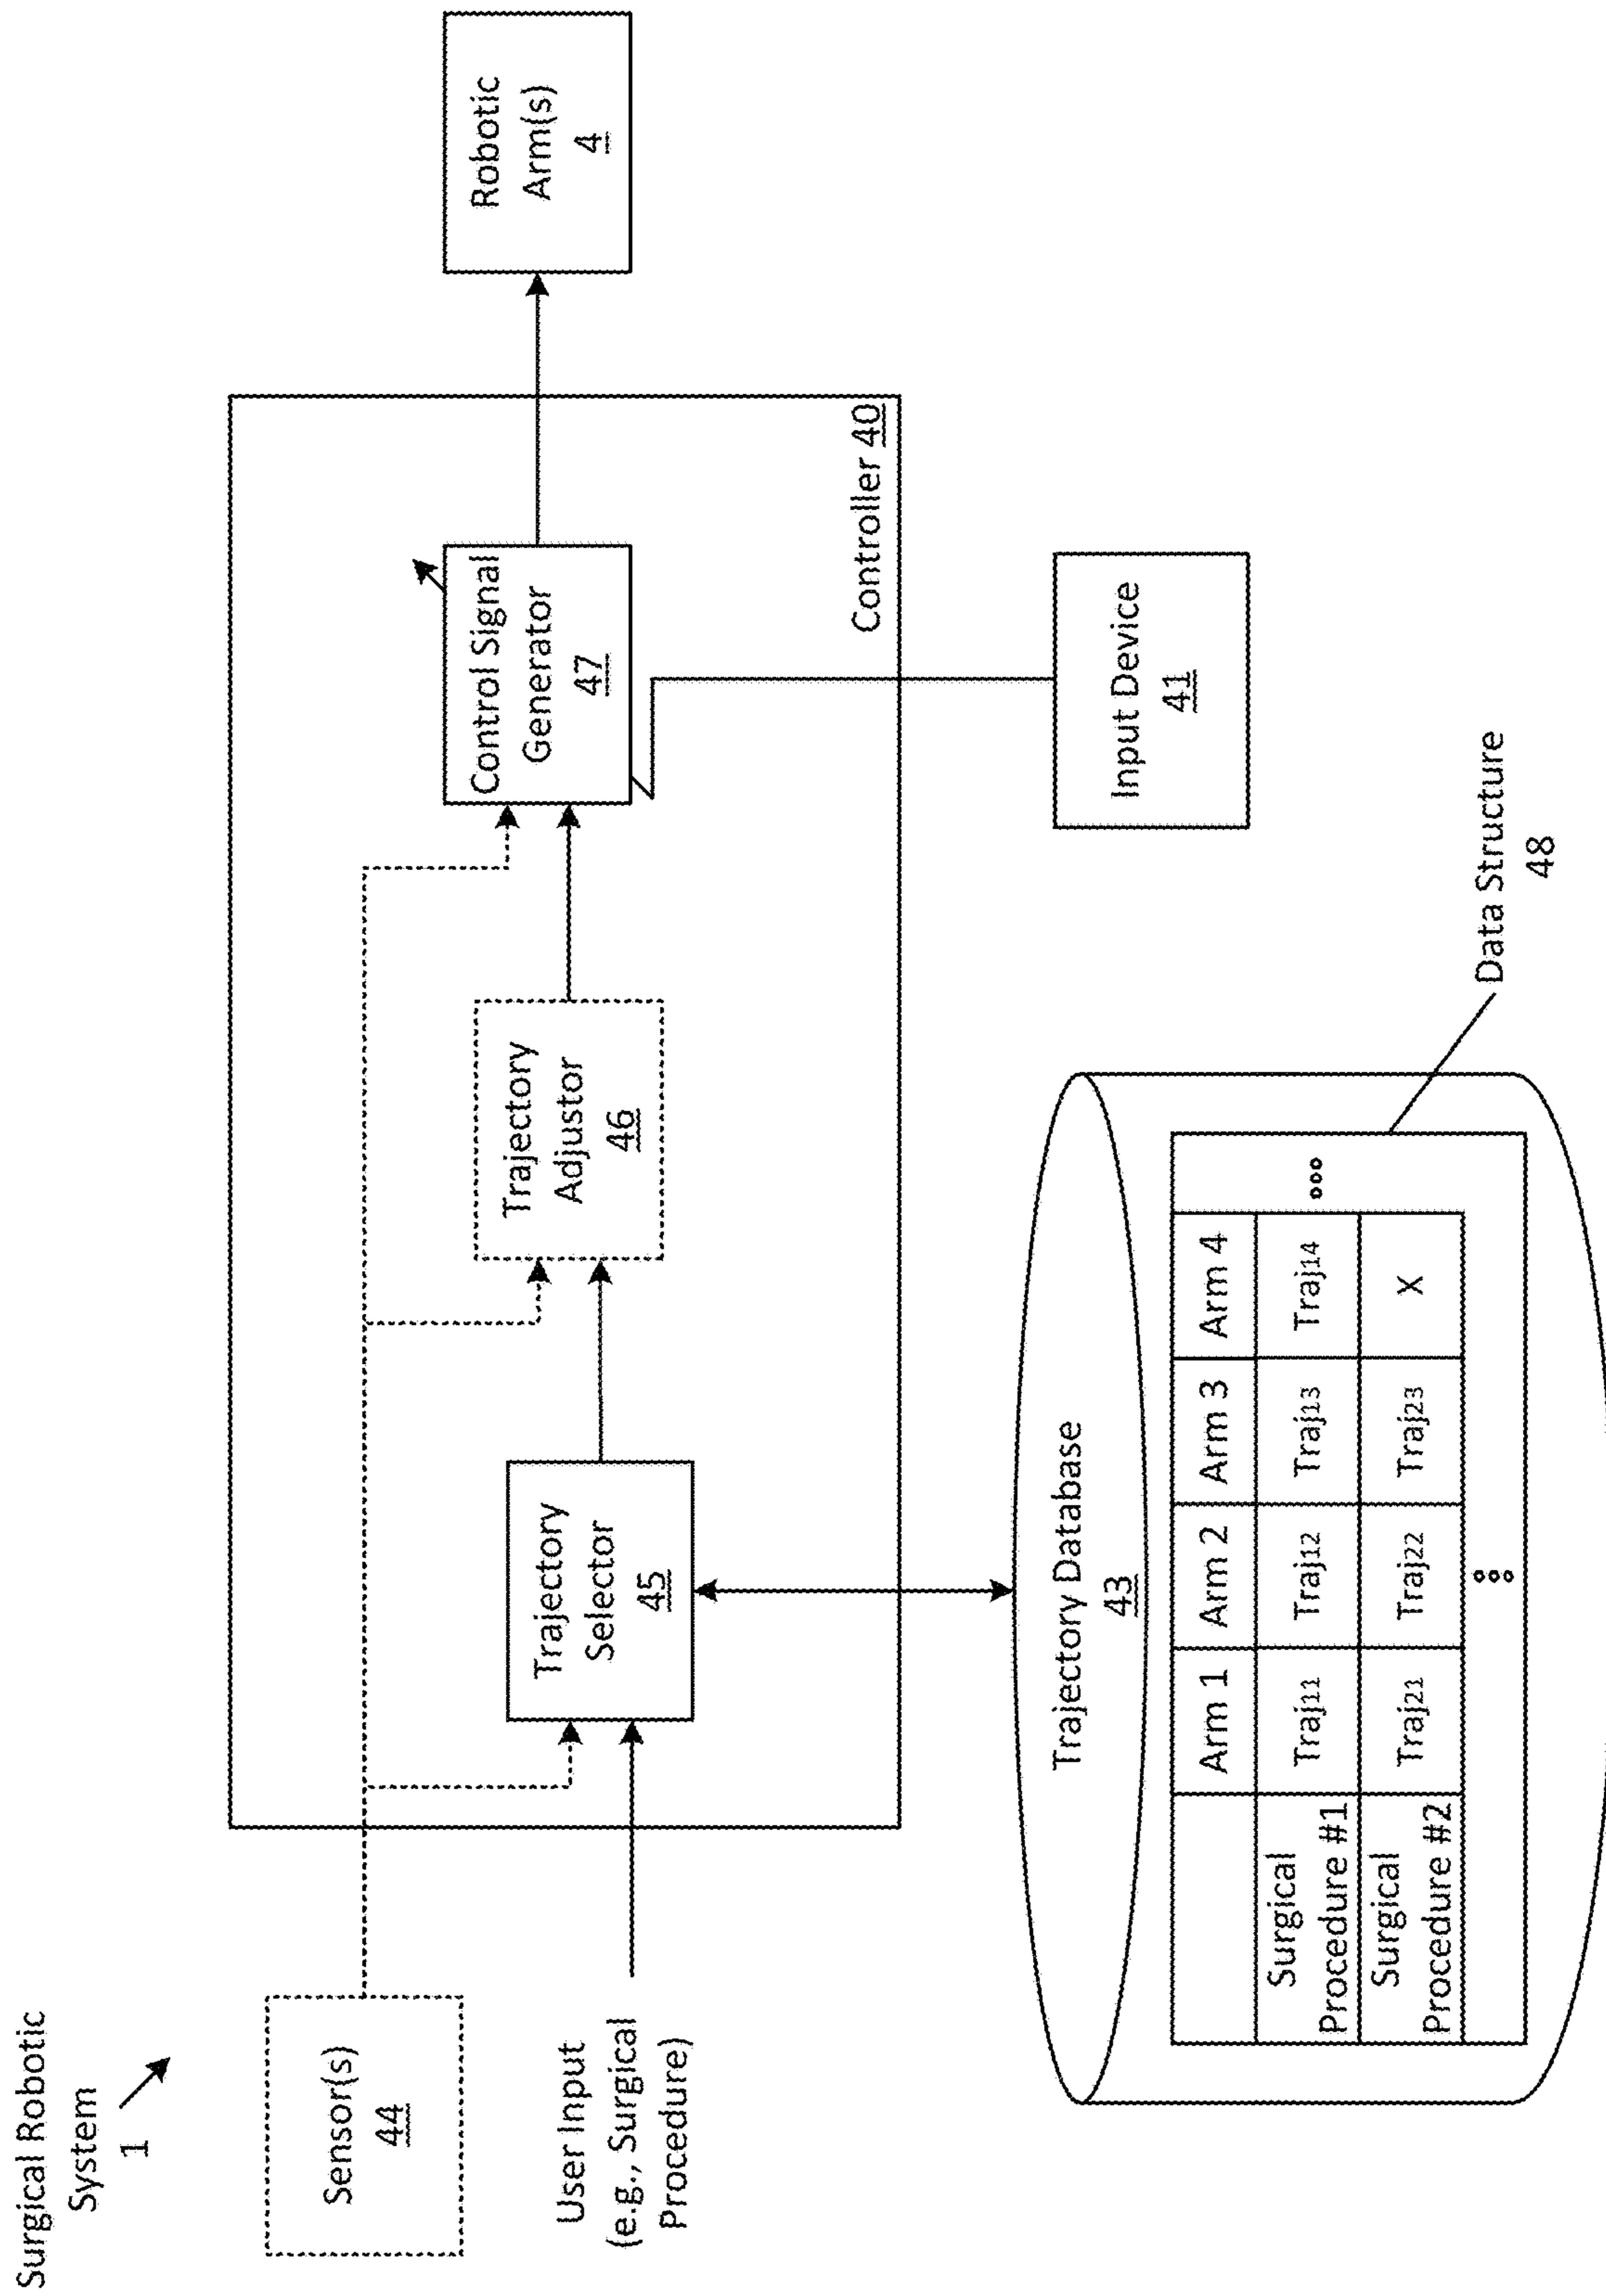 Surgical Robotic
System
1
Sensor(s)
44
User Input
(e.g., Surgical
Procedure)
Trajectory
Selector
45
Trajectory
Adjustor
46
Control Signal
Generator
47
Controller 40
Robotic
Arm(s)
4
Input Device
41
Trajectory Database
43
Arm 1 Arm 2 Arm 3 Arm 4
Surgical
Procedure #1
Traj11 Traj12 Traj13 Traj14
Surgical
Procedure #2
Traj21 Traj22 Traj23 X
Data Structure
48